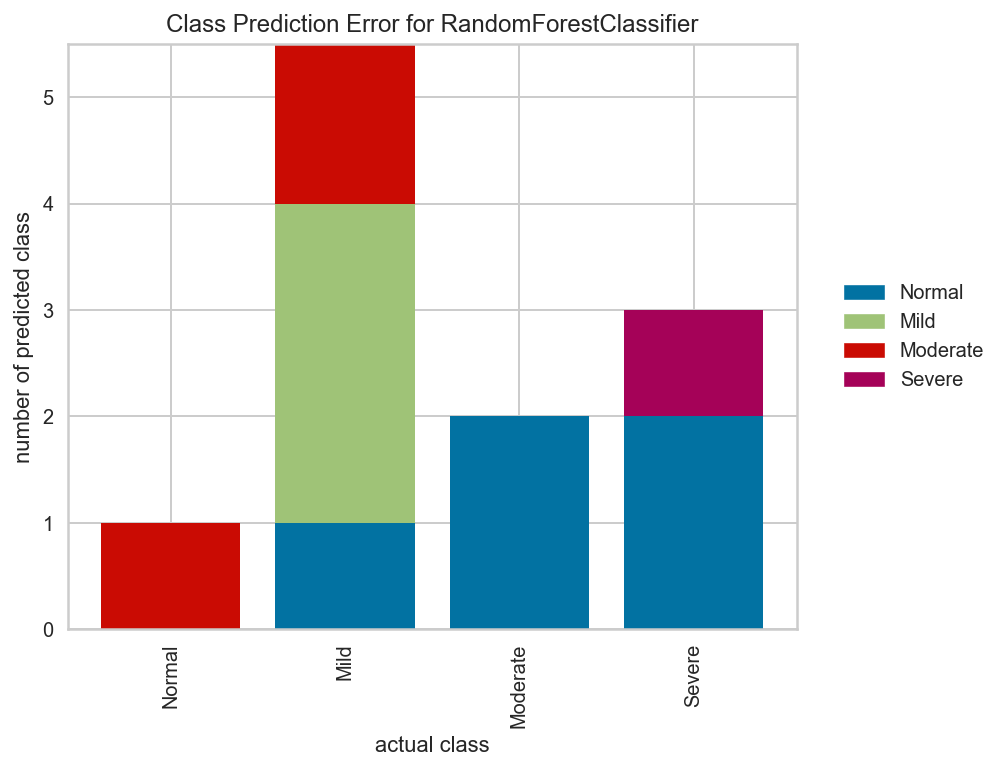 Class Prediction Error for RandomForestClassifier
number of predicted class
5
4
3
2
1
0
Normal
Mild
Moderate
Severe
actual class
Normal
Mild
Moderate
Severe